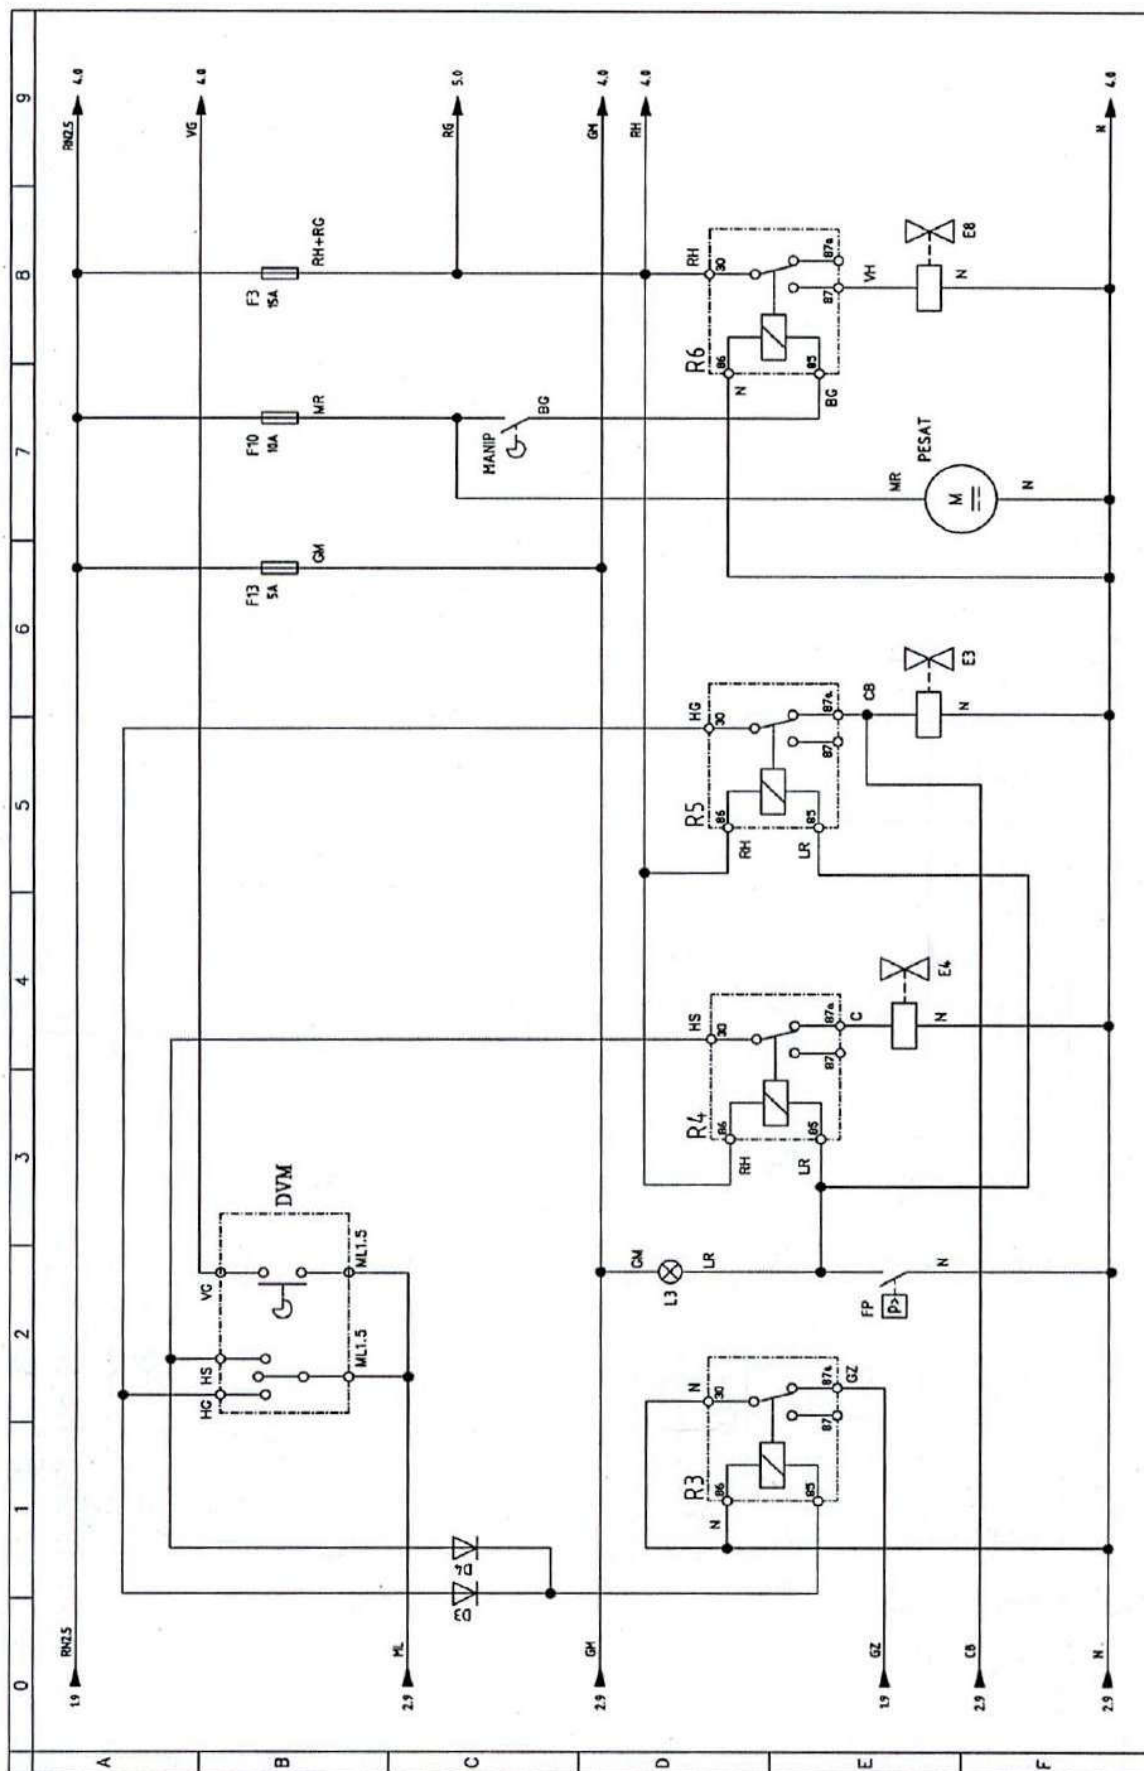 0 1 2 3 4 5 6 7 8 9
A
B
C
D
E
F
1.9 RN2.5
RN2.5 4.0
VG 4.0
F13
5A
GM
F10
10A
MR
F3
15A
RH+RG
HG HS VG
DVM
ML1.5 ML1.5
MANIP
BG
RG 5.0
D3 D4
2.9 ML
2.9 GM
GM 4.0
RH 4.0
R3
86
N
85
N
30
87
87a
GZ
GM
L3
LR
FP
P>
N
R4
86
RH
85
LR
HS
30
87
87a
C
E4
N
R5
86
RH
85
LR
HG
30
87
87a
CB
E3
N
MR
PESAT
M
N
R6
86
N
85
BG
RH
30
87
87a
VH
E8
N
1.9 GZ
2.9 CB
2.9 N
N 4.0